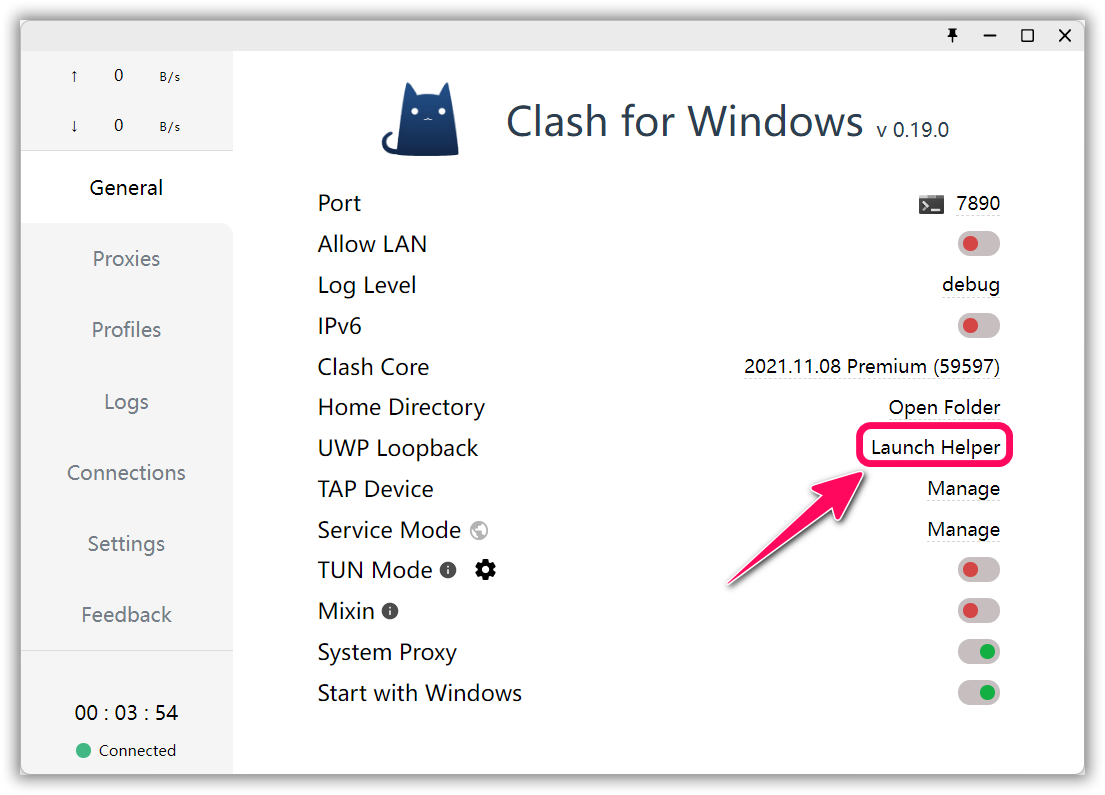 ↑ 0 B/s
↓ 0 B/s
General
Proxies
Profiles
Logs
Connections
Settings
Feedback
00 : 03 : 54
Connected
Clash for Windows v 0.19.0
Port 7890
Allow LAN
Log Level debug
IPv6
Clash Core 2021.11.08 Premium (59597)
Home Directory Open Folder
UWP Loopback Launch Helper
TAP Device Manage
Service Mode Manage
TUN Mode
Mixin
System Proxy
Start with Windows